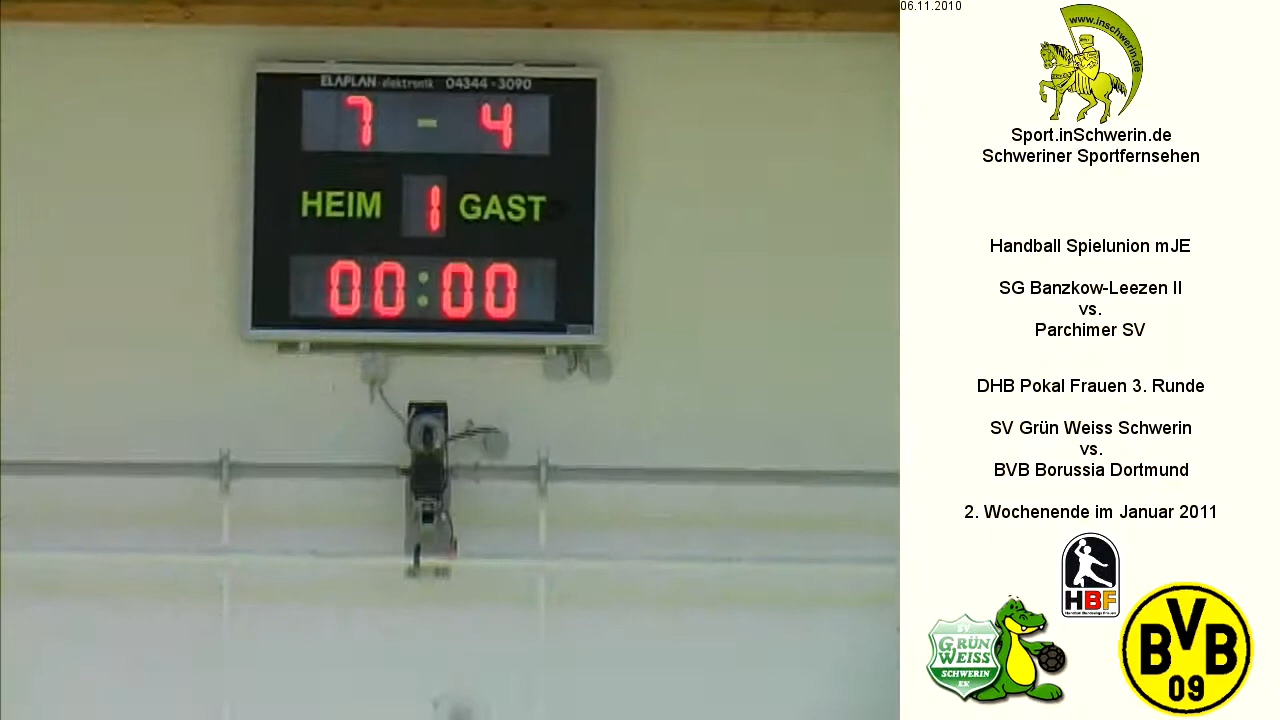 ELAPLAN elektronik 04344 - 3090
7 - 4
HEIM 1 GAST
00:00
06.11.2010
www.inschwerin.de
Sport.inSchwerin.de
Schweriner Sportfernsehen
Handball Spielunion mJE
SG Banzkow-Leezen II
vs.
Parchimer SV
DHB Pokal Frauen 3. Runde
SV Grün Weiss Schwerin
vs.
BVB Borussia Dortmund
2. Wochenende im Januar 2011
HBF
SV
GRÜN
WEISS
SCHWERIN
BVB
09